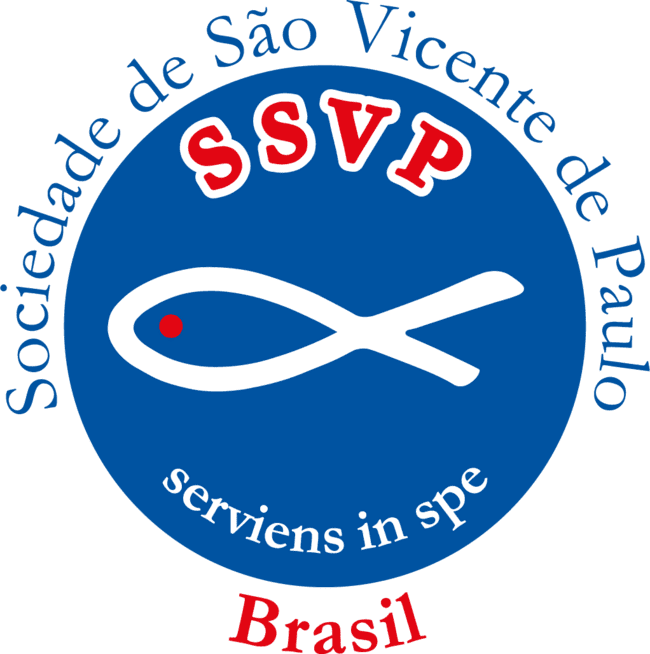 Sociedade de São Vicente de Paulo
SSVP
serviens in spe
Brasil